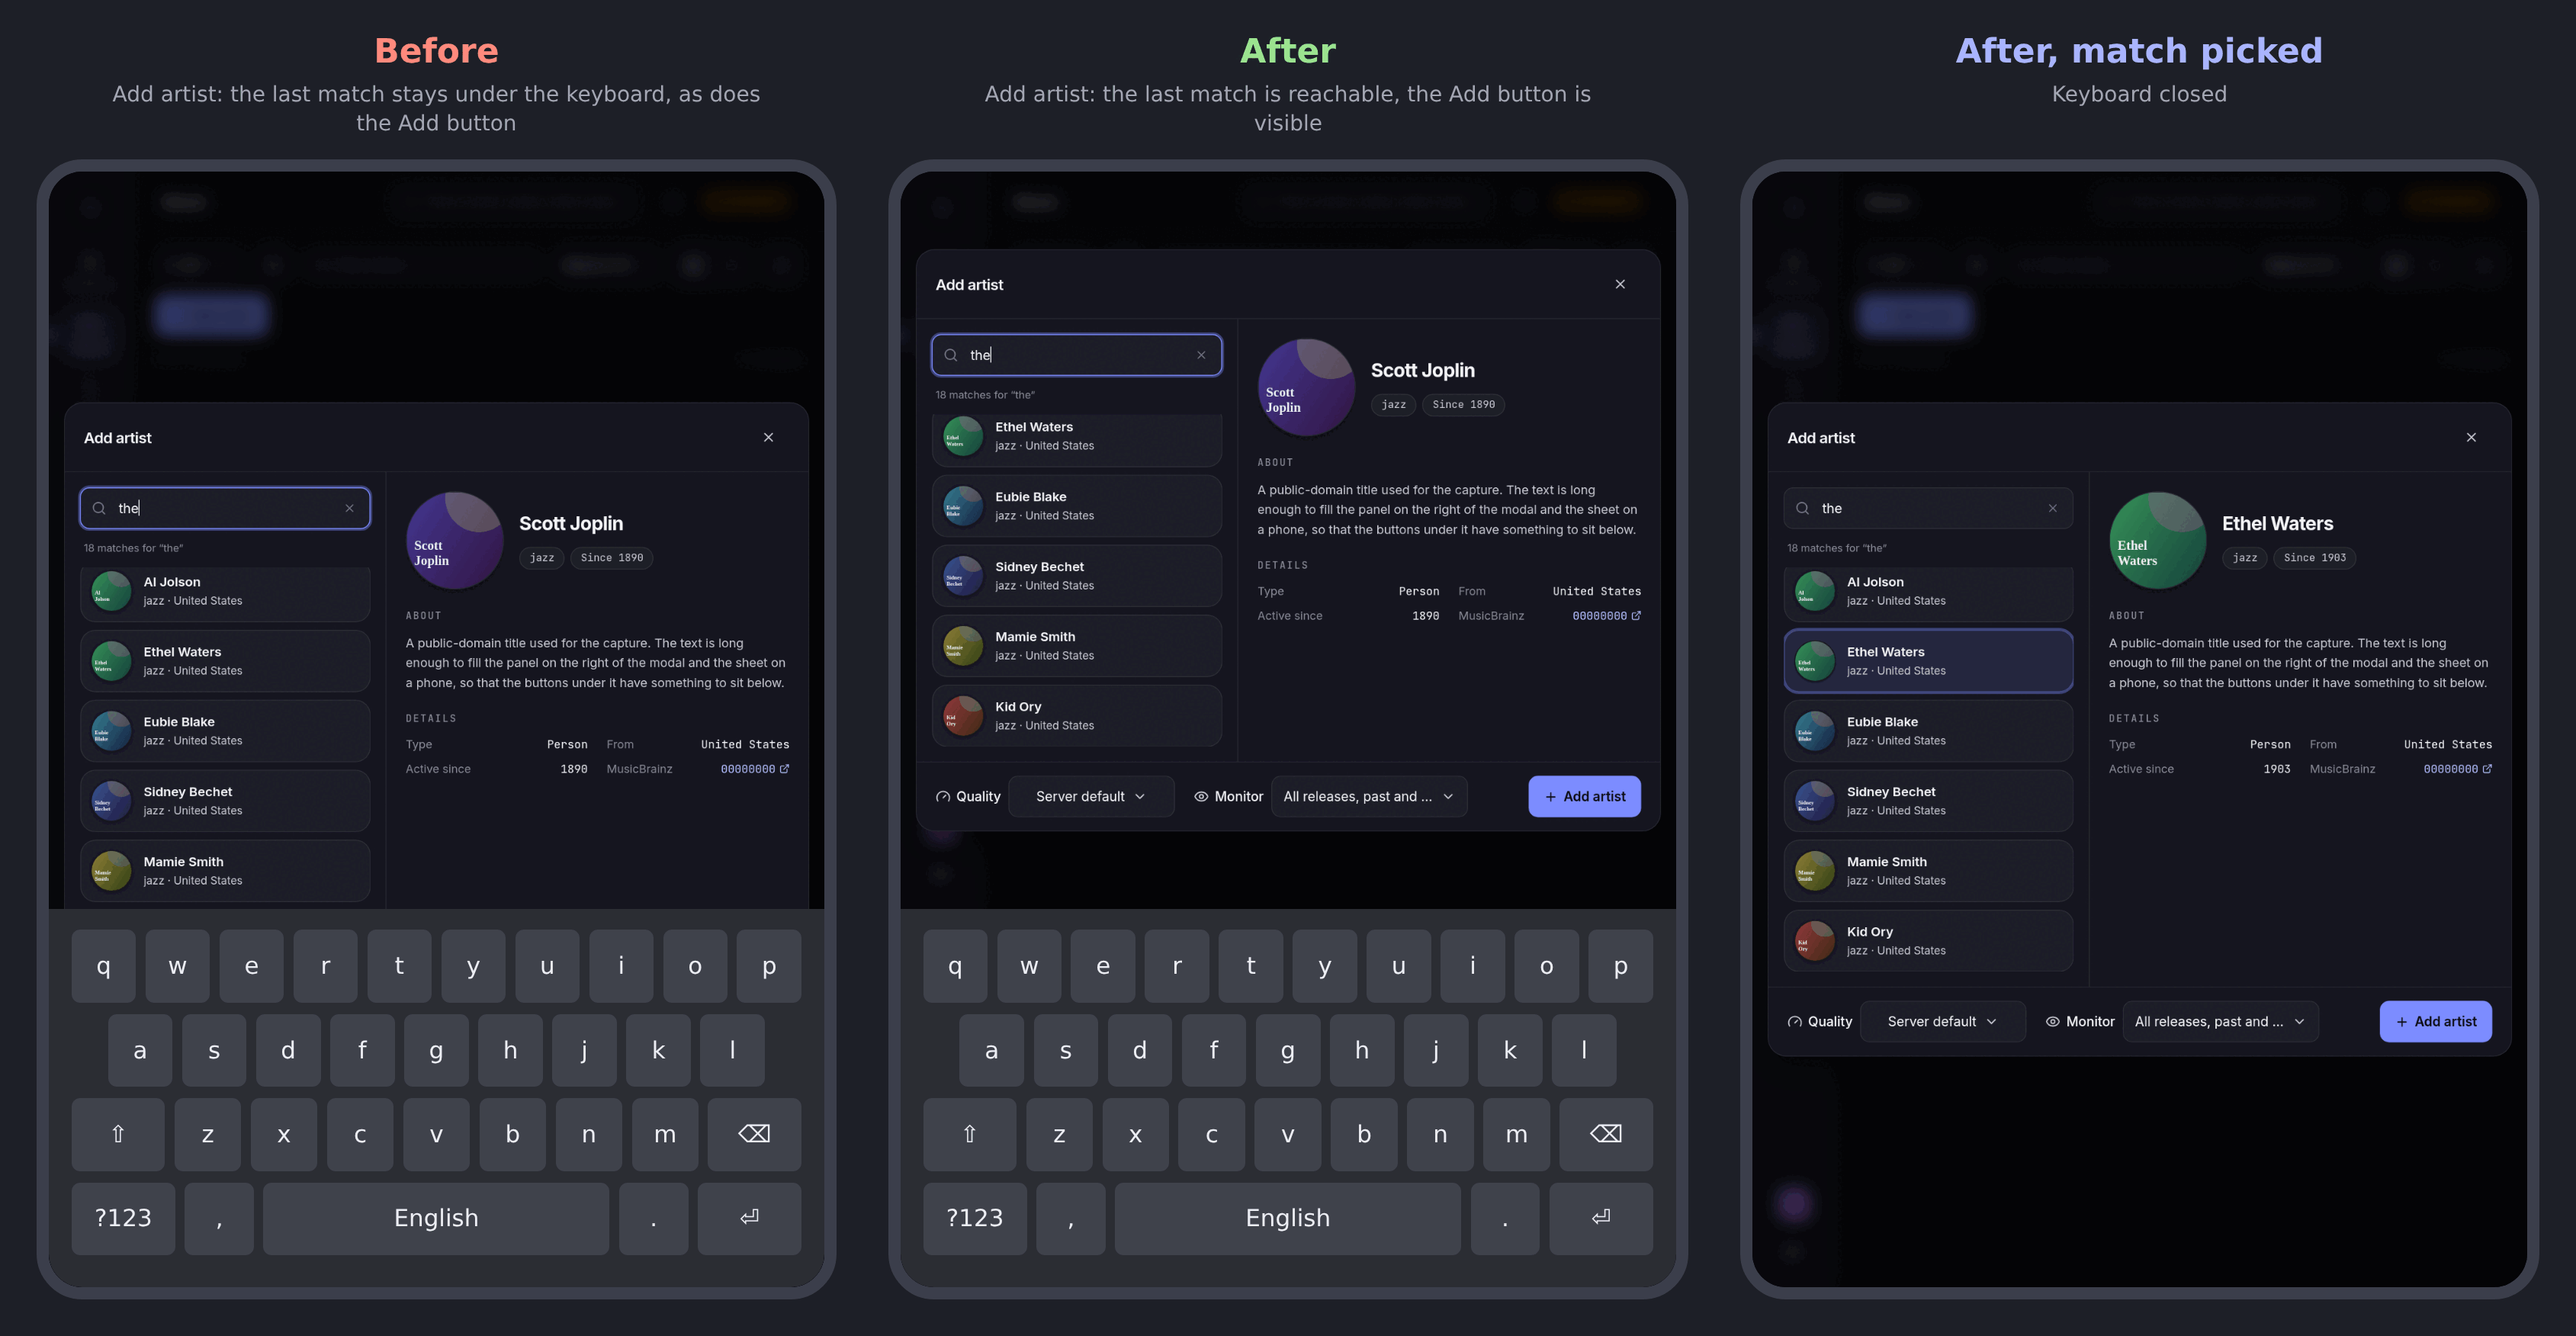 Before
Add artist: the last match stays under the keyboard, as does
the Add button
Add artist
the
18 matches for "the"
Al Jolson
jazz · United States
Ethel Waters
jazz · United States
Eubie Blake
jazz · United States
Sidney Bechet
jazz · United States
Mamie Smith
jazz · United States
Scott
Joplin
Scott Joplin
jazz
Since 1890
ABOUT
A public-domain title used for the capture. The text is long
enough to fill the panel on the right of the modal and the sheet on
a phone, so that the buttons under it have something to sit below.
DETAILS
Type Person From United States
Active since 1890 MusicBrainz 00000000
q w e r t y u i o p
a s d f g h j k l
⇧ z x c v b n m ⌫
?123 , English . ⏎
After
Add artist: the last match is reachable, the Add button is
visible
Add artist
the
18 matches for "the"
Ethel Waters
jazz · United States
Eubie Blake
jazz · United States
Sidney Bechet
jazz · United States
Mamie Smith
jazz · United States
Kid Ory
jazz · United States
Scott
Joplin
Scott Joplin
jazz
Since 1890
ABOUT
A public-domain title used for the capture. The text is long
enough to fill the panel on the right of the modal and the sheet on
a phone, so that the buttons under it have something to sit below.
DETAILS
Type Person From United States
Active since 1890 MusicBrainz 00000000
Quality Server default Monitor All releases, past and ... + Add artist
q w e r t y u i o p
a s d f g h j k l
⇧ z x c v b n m ⌫
?123 , English . ⏎
After, match picked
Keyboard closed
Add artist
the
18 matches for "the"
Al Jolson
jazz · United States
Ethel Waters
jazz · United States
Eubie Blake
jazz · United States
Sidney Bechet
jazz · United States
Mamie Smith
jazz · United States
Kid Ory
jazz · United States
Ethel
Waters
Ethel Waters
jazz
Since 1903
ABOUT
A public-domain title used for the capture. The text is long
enough to fill the panel on the right of the modal and the sheet on
a phone, so that the buttons under it have something to sit below.
DETAILS
Type Person From United States
Active since 1903 MusicBrainz 00000000
Quality Server default Monitor All releases, past and ... + Add artist